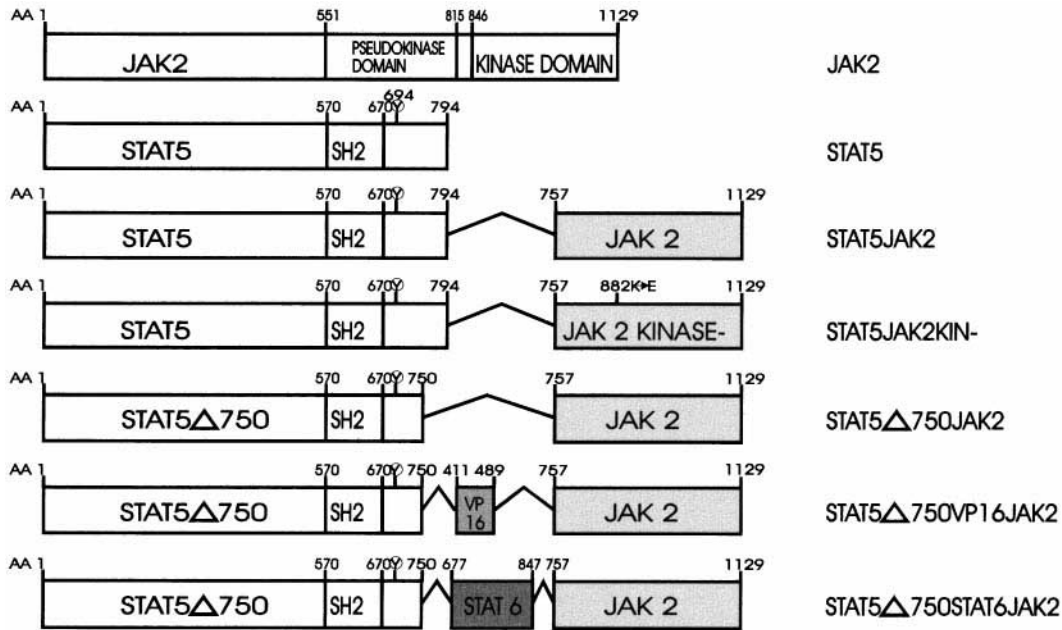 AA 1 551 815 846 1129
JAK2 PSEUDOKINASE DOMAIN KINASE DOMAIN JAK2
694
AA 1 570 670 Y 794
STAT5 SH2 STAT5
AA 1 570 670 Y 794 757 1129
STAT5 SH2 JAK 2 STAT5JAK2
AA 1 570 670 Y 794 757 882K►E 1129
STAT5 SH2 JAK 2 KINASE- STAT5JAK2KIN-
AA 1 570 670 Y 750 757 1129
STAT5△750 SH2 JAK 2 STAT5△750JAK2
AA 1 570 670 Y 750 411 489 757 1129
STAT5△750 SH2 VP 16 JAK 2 STAT5△750VP16JAK2
AA 1 570 670 Y 750 677 847 757 1129
STAT5△750 SH2 STAT 6 JAK 2 STAT5△750STAT6JAK2